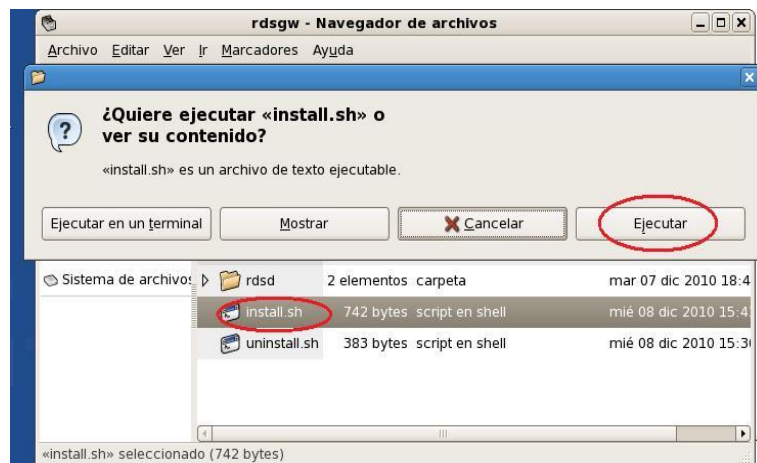 rdsgw - Navegador de archivos
Archivo Editar Ver Ir Marcadores Ayuda
¿Quiere ejecutar «install.sh» o
ver su contenido?
«install.sh» es un archivo de texto ejecutable.
Ejecutar en un terminal Mostrar Cancelar Ejecutar
Sistema de archivos rdsd 2 elementos carpeta mar 07 dic 2010 18:4
install.sh 742 bytes script en shell mié 08 dic 2010 15:4
uninstall.sh 383 bytes script en shell mié 08 dic 2010 15:30
«install.sh» seleccionado (742 bytes)